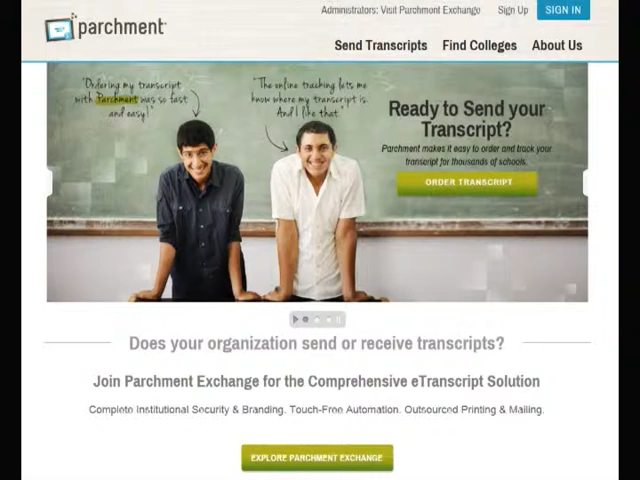 Administrators: Visit Parchment Exchange
Sign Up
SIGN IN
parchment
Send Transcripts
Find Colleges
About Us
"Ordering my transcript
with Parchment was so fast
and easy!"
"The online tracking lets me
know where my transcript is.
And I like that."
Ready to Send your
Transcript?
Parchment makes it easy to order and track your
transcript for thousands of schools.
ORDER TRANSCRIPT
Does your organization send or receive transcripts?
Join Parchment Exchange for the Comprehensive eTranscript Solution
Complete Institutional Security & Branding. Touch-Free Automation. Outsourced Printing & Mailing.
EXPLORE PARCHMENT EXCHANGE